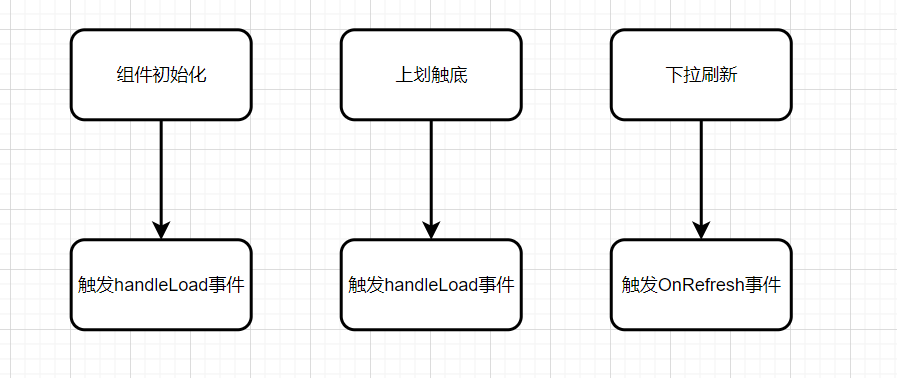 组件初始化
上划触底
下拉刷新
触发handleLoad事件
触发handleLoad事件
触发OnRefresh事件